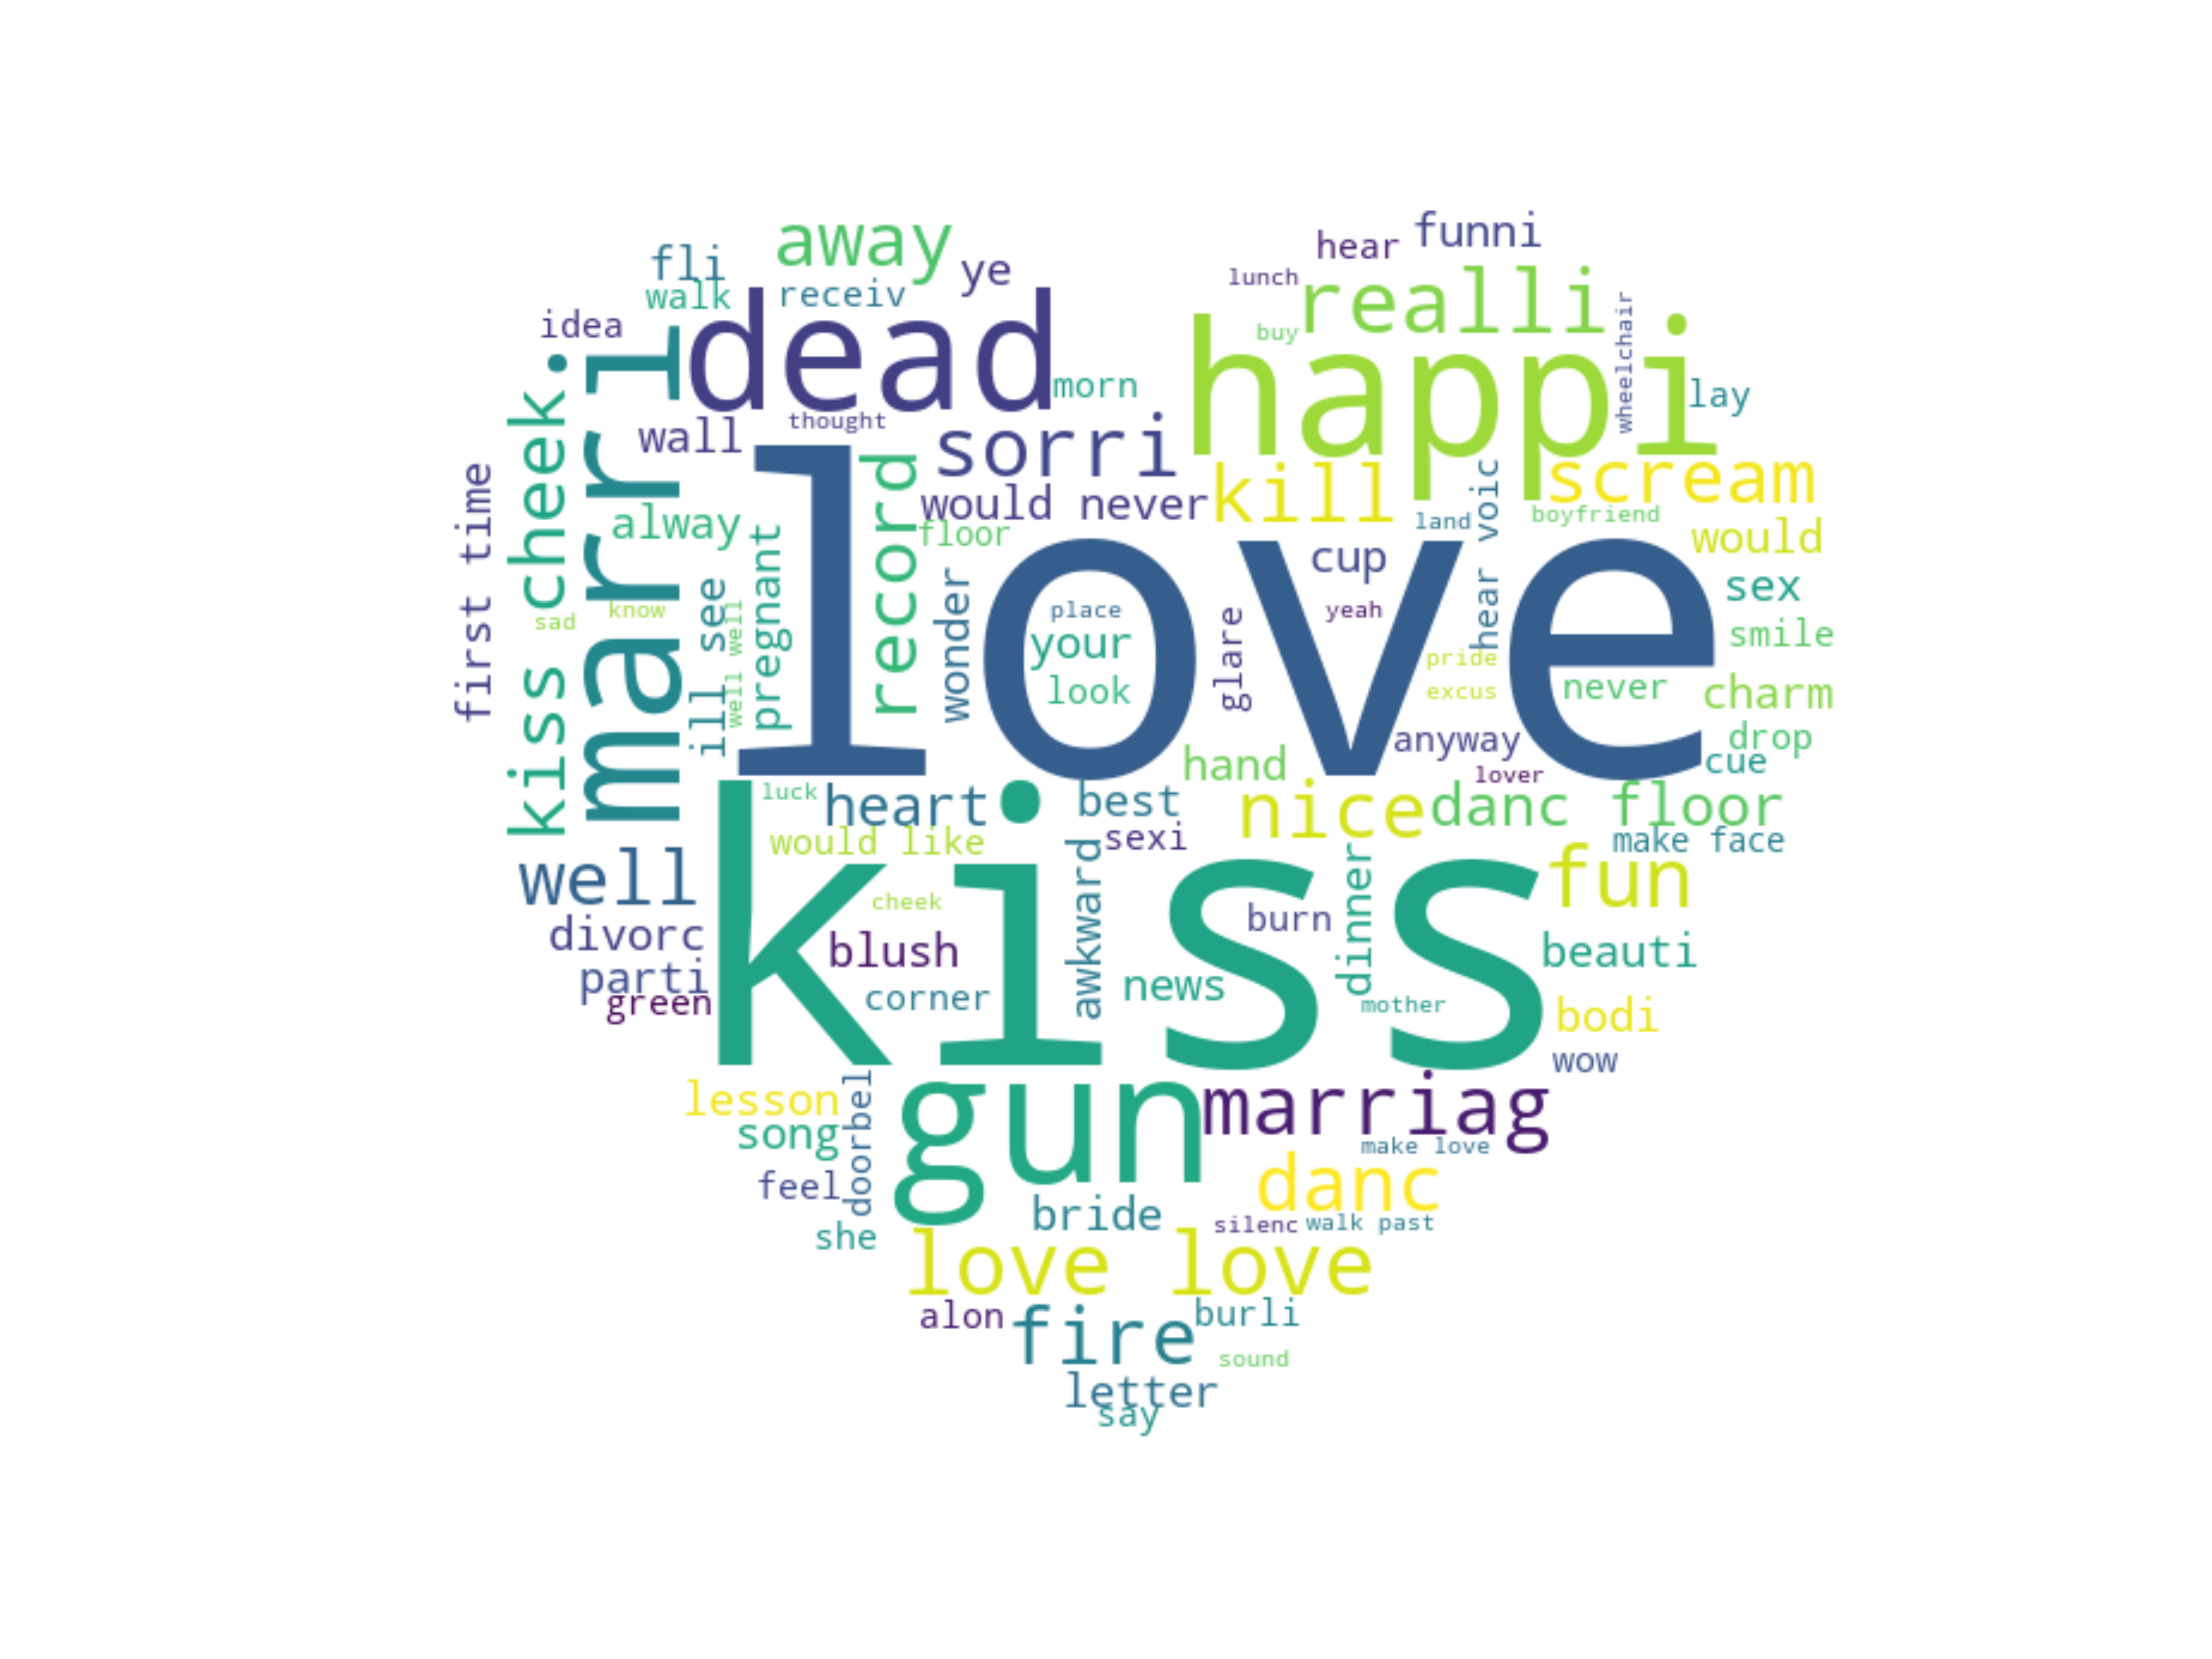 away
funni
hear
fli
ye
lunch
walk
receiv
realli
idea
dead
buy
happi
wheelchair
morn
lay
thought
wall
sorri
kill
scream
first time
kiss cheek
marri
alway
record
would never
floor
land
hear voic
boyfriend
would
love
cup
sex
sad
know
ill see
well well
pregnant
wonder
place
your
look
glare
yeah
pride
excus
never
smile
charm
drop
anyway
cue
hand
lover
luck
heart
best
nice
danc floor
would like
sexi
make face
well
kiss
cheek
awkward
burn
dinner
fun
divorc
blush
beauti
parti
green
corner
news
mother
bodi
wow
lesson
doorbel
gun
marriag
song
make love
feel
danc
bride
silenc
walk past
she
love love
alon
fire
burli
sound
letter
say